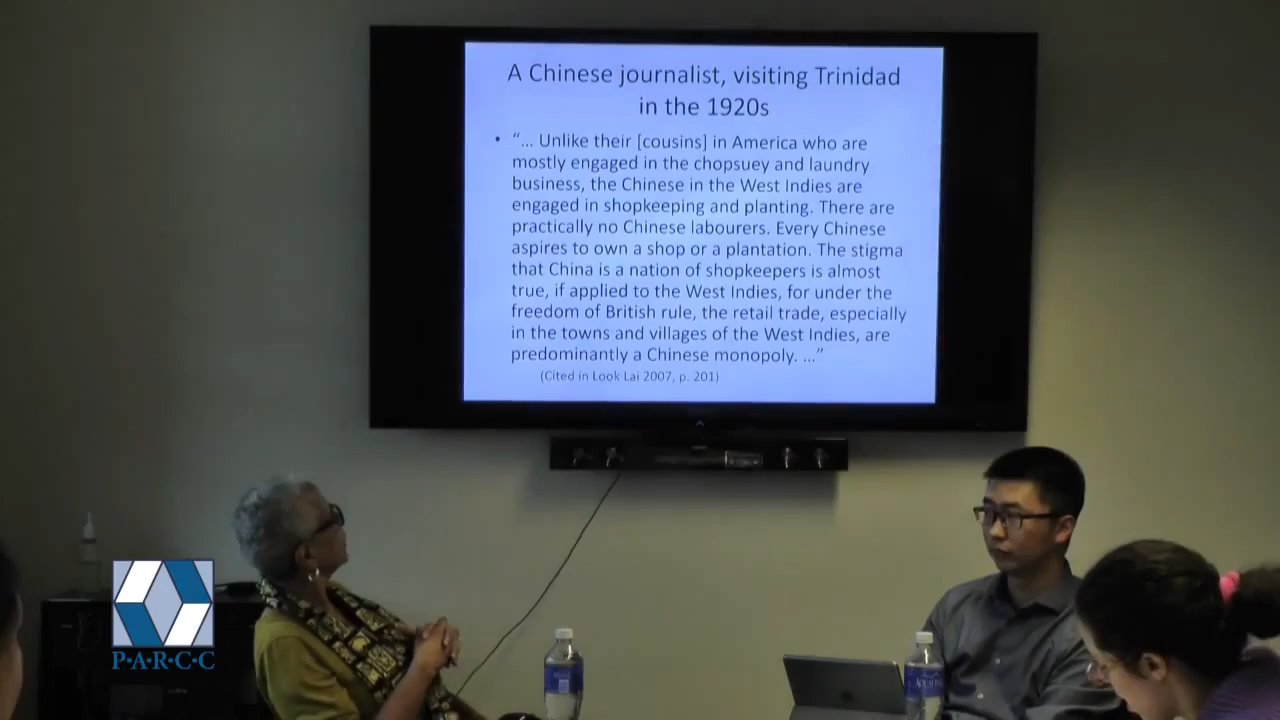 A Chinese journalist, visiting Trinidad
in the 1920s
• “... Unlike their [cousins] in America who are
mostly engaged in the chopsuey and laundry
business, the Chinese in the West Indies are
engaged in shopkeeping and planting. There are
practically no Chinese labourers. Every Chinese
aspires to own a shop or a plantation. The stigma
that China is a nation of shopkeepers is almost
true, if applied to the West Indies, for under the
freedom of British rule, the retail trade, especially
in the towns and villages of the West Indies, are
predominantly a Chinese monopoly. ...”
(Cited in Look Lai 2007, p. 201)
P·A·R·C·C